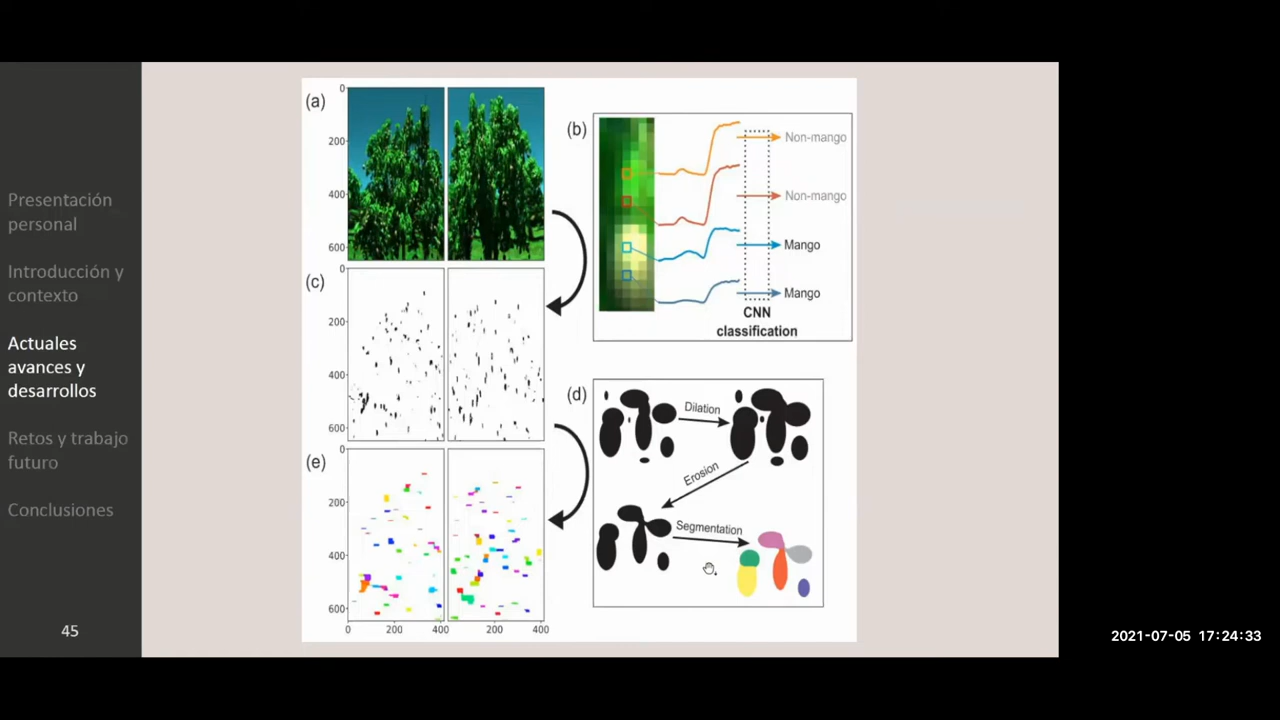 Presentación
personal
Introducción y
contexto
Actuales
avances y
desarrollos
Retos y trabajo
futuro
Conclusiones
45
(a)
0
200
400
600
(b)
Non-mango
Non-mango
Mango
Mango
CNN
classification
(c)
0
200
400
600
(d)
Dilation
Erosion
Segmentation
(e)
0
200
400
600
0
200
400
200
400
2021-07-05 17:24:33